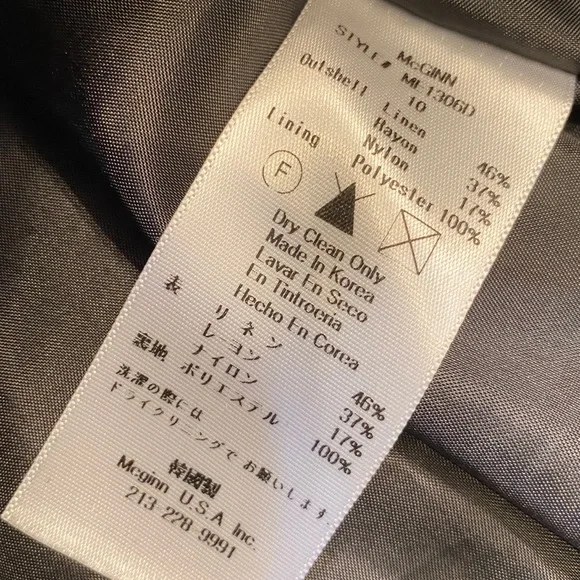 McGINN
STYLE# MF1306D
10
Outshell Linen 46%
Rayon 37%
Nylon 17%
Lining Polyester 100%
F
Dry Clean Only
Made In Korea
Lavar En Seco
En Tintroeria
Hecho En Corea
表 リネン 46%
レーヨン 37%
ナイロン 17%
裏地 ポリエステル 100%
洗濯の際には
ドライクリーニングでお願いします.
韓國製
Mcginn U.S.A Inc.
213-228-9991